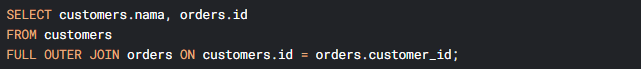 SELECT customers.nama, orders.id
FROM customers
FULL OUTER JOIN orders ON customers.id = orders.customer_id;